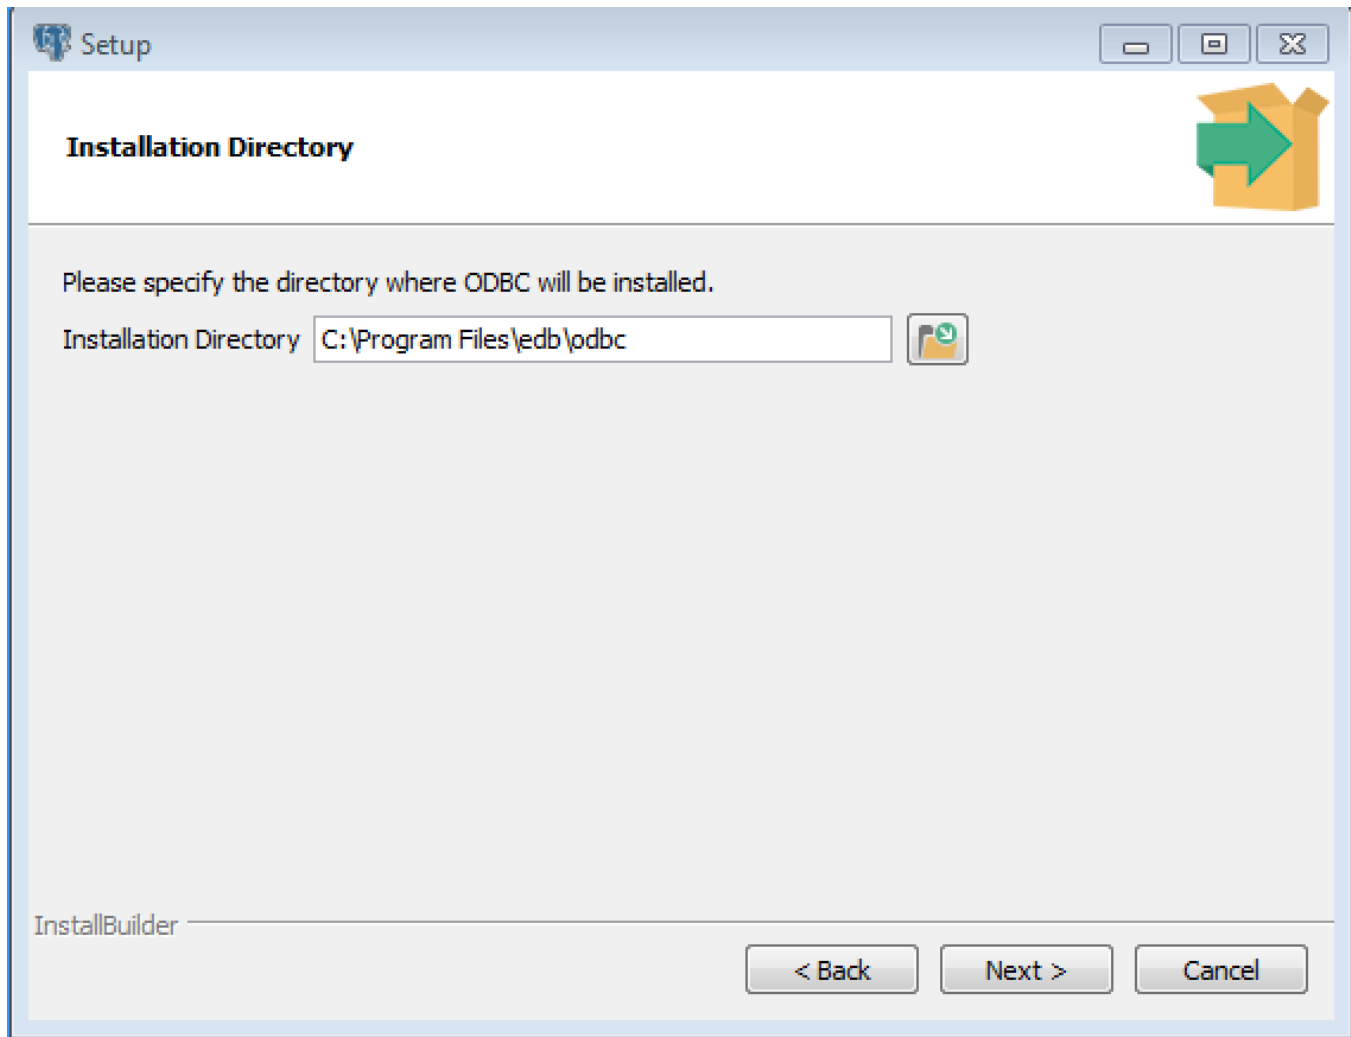 Setup
Installation Directory
Please specify the directory where ODBC will be installed.
Installation Directory C:\Program Files\edb\odbc
InstallBuilder
< Back Next > Cancel